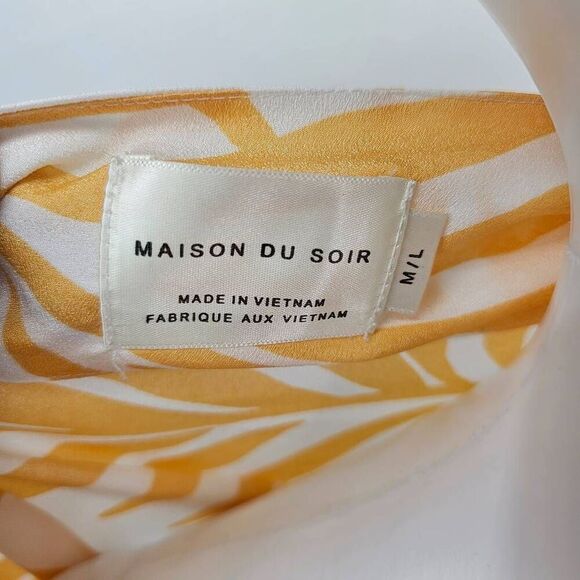 MAISON DU SOIR
MADE IN VIETNAM
FABRIQUE AUX VIETNAM
M/L